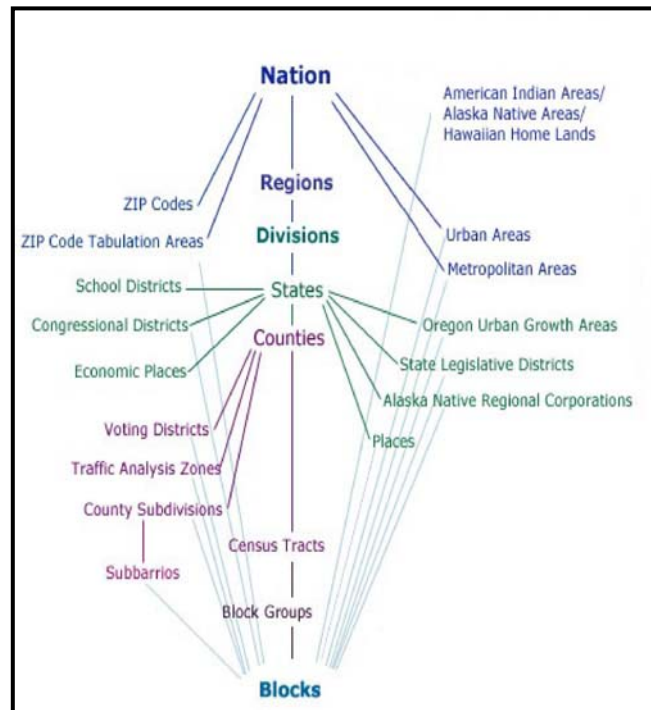 Nation
American Indian Areas/
Alaska Native Areas/
Hawaiian Home Lands
Regions
ZIP Codes
Divisions
Urban Areas
ZIP Code Tabulation Areas
Metropolitan Areas
School Districts
States
Congressional Districts
Oregon Urban Growth Areas
Counties
Economic Places
State Legislative Districts
Alaska Native Regional Corporations
Voting Districts
Places
Traffic Analysis Zones
County Subdivisions
Census Tracts
Subbarrios
Block Groups
Blocks